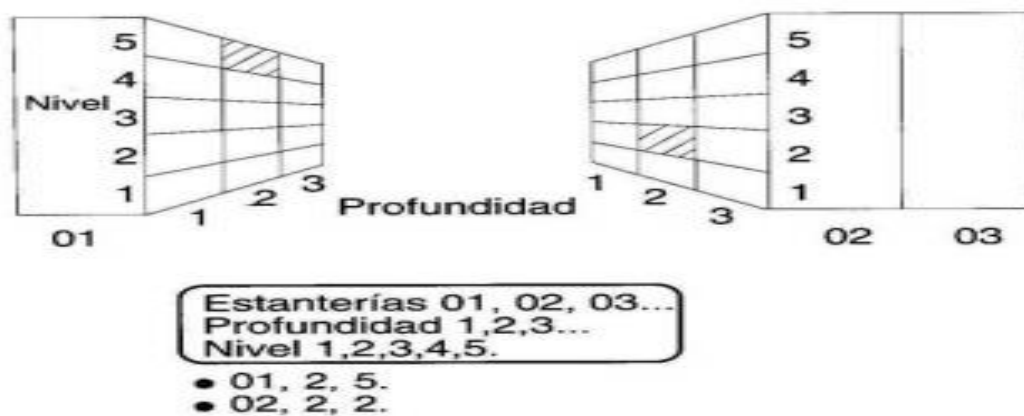 5
4
Nivel
3
2
1
1
2
3
01
Profundidad
1
2
3
5
4
3
2
1
02
03
Estanterías 01, 02, 03...
Profundidad 1,2,3...
Nivel 1,2,3,4,5.
● 01, 2, 5.
● 02, 2, 2.